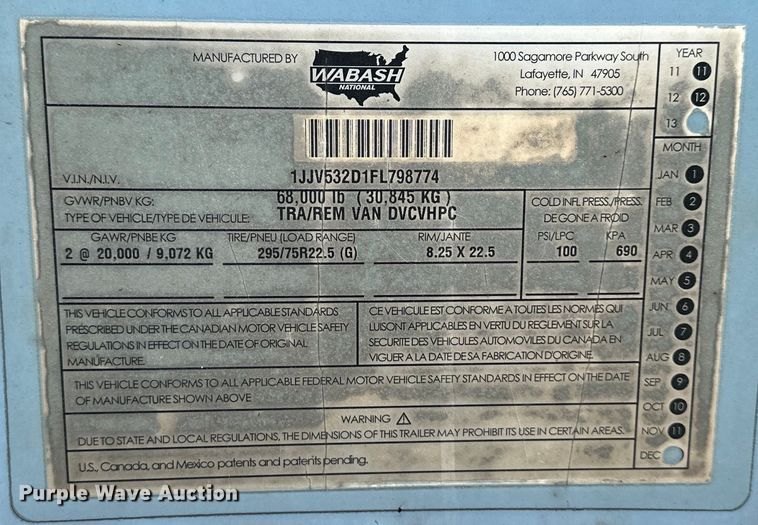 MANUFACTURED BY
WABASH
NATIONAL
1000 Sagamore Parkway South
Lafayette, IN 47905
Phone: (765) 771-5300
YEAR
11 11
12 12
13
V.I.N./N.I.V.
1JJV532D1FL798774
GVWR/PNBV KG: 68,000 lb (30,845 KG)
TYPE OF VEHICLE/TYPE DE VEHICULE: TRA/REM VAN DVCVHPC
COLD INFL PRESS./PRESS.
DE GONE A FROID
GAWR/PNBE KG
TIRE/PNEU (LOAD RANGE)
RIM/JANTE
PSI/LPC
KPA
2 @ 20,000 / 9,072 KG
295/75R22.5 (G)
8.25 X 22.5
100
690
THIS VEHICLE CONFORMS TO ALL APPLICABLE STANDARDS
PRESCRIBED UNDER THE CANADIAN MOTOR VEHICLE SAFETY
REGULATIONS IN EFFECT ON THE DATE OF ORIGINAL
MANUFACTURE.
CE VEHICULE EST CONFORME A TOUTES LES NORMES QUI
LUI SONT APPLICABLES EN VERTU DU REGLEMENT SUR LA
SECURITE DES VEHICULES AUTOMOVILES DU CANADA EN
VIGUER A LA DATE DE SA FABRICATION D'ORIGINE.
THIS VEHICLE CONFORMS TO ALL APPLICABLE FEDERAL MOTOR VEHICLE SAFETY STANDARDS IN EFFECT ON THE DATE
OF MANUFACTURE SHOWN ABOVE
WARNING
DUE TO STATE AND LOCAL REGULATIONS, THE DIMENSIONS OF THIS TRAILER MAY PROHIBIT ITS USE IN CERTAIN AREAS.
U.S., Canada, and Mexico patents and patents pending.
MONTH
JAN 1
FEB 2
MAR 3
APR 4
MAY 5
JUN 6
JUL 7
AUG 8
SEP 9
OCT 10
NOV 11
DEC
Purple Wave Auction